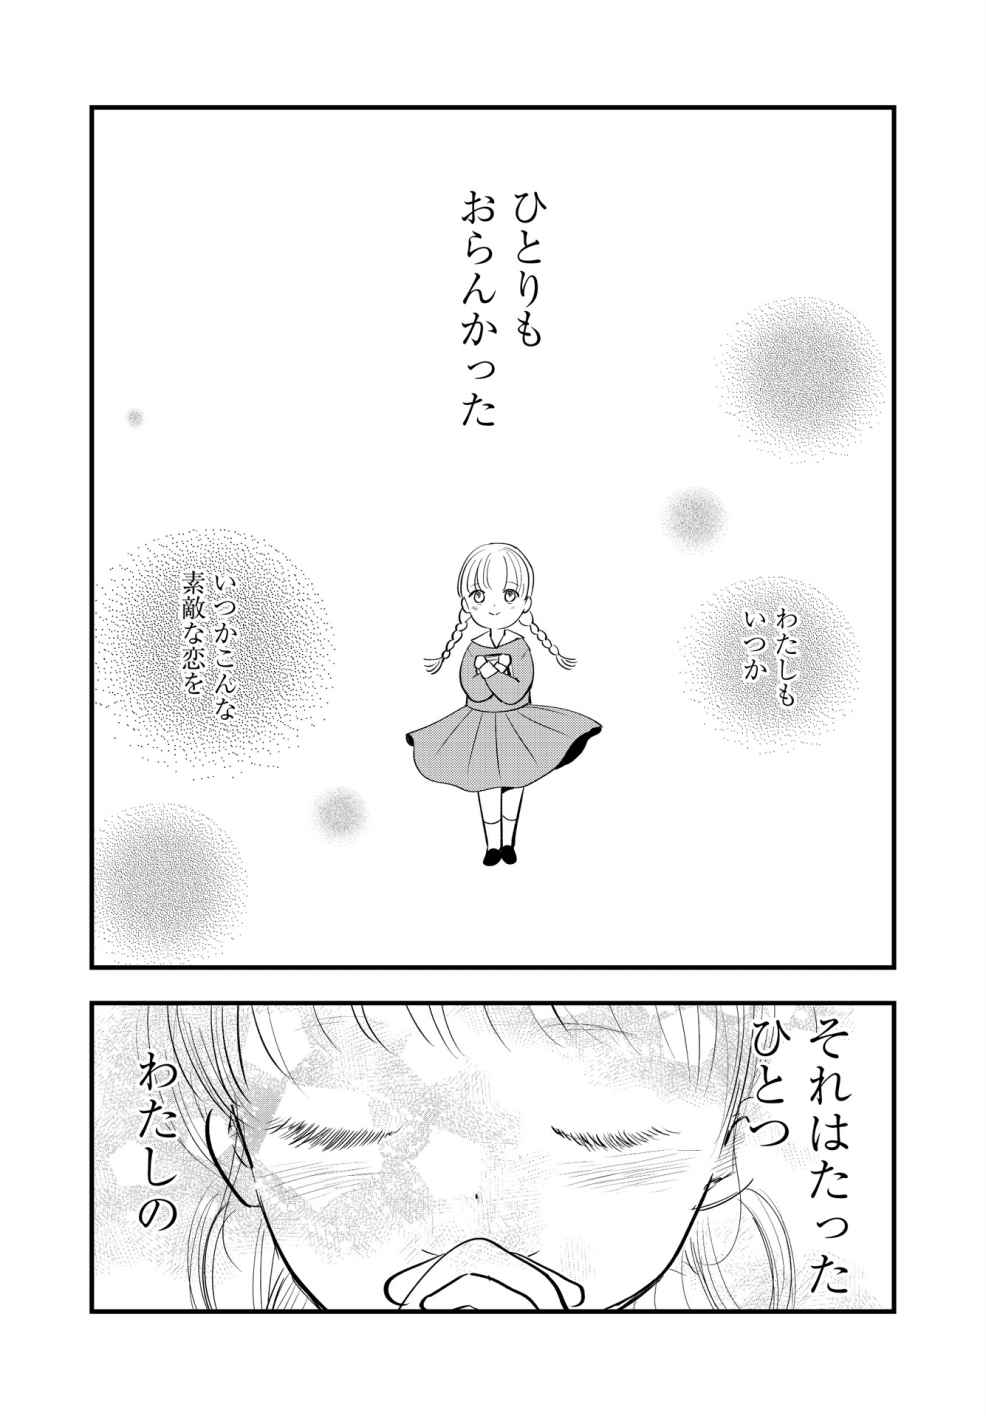 ひとりも
おらんかった
わたしも
いつか
いつかこんな
素敵な恋を
それはたった
ひとつ
わたしの